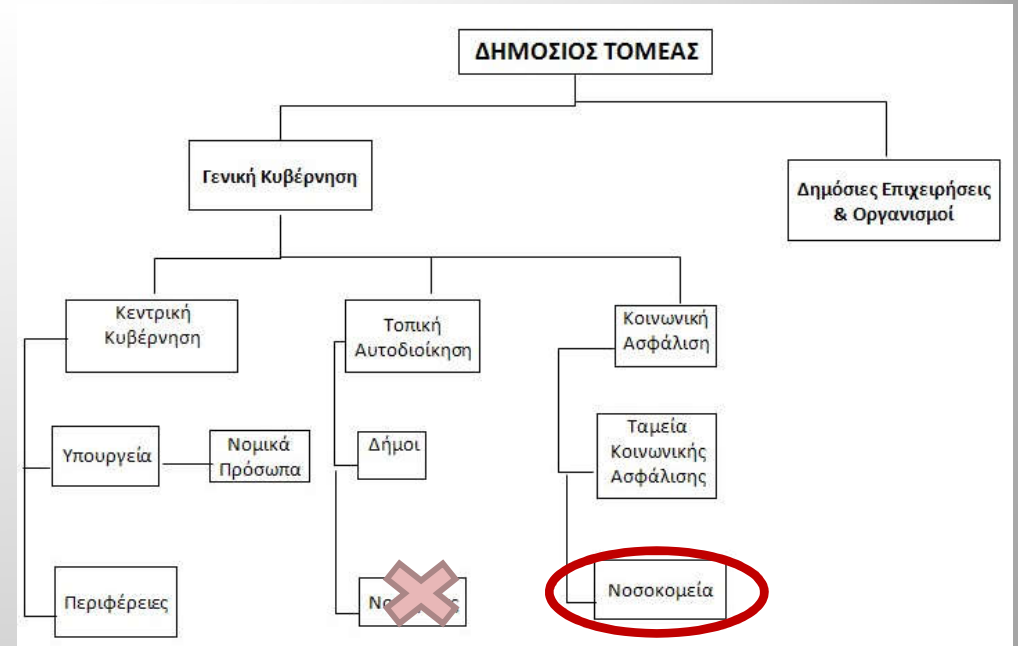 ΔΗΜΟΣΙΟΣ ΤΟΜΕΑΣ
Γενική Κυβέρνηση
Δημόσιες Επιχειρήσεις
& Οργανισμοί
Κεντρική
Κυβέρνηση
Τοπική
Αυτοδιοίκηση
Κοινωνική
Ασφάλιση
Υπουργεία
Νομικά
Πρόσωπα
Δήμοι
Ταμεία
Κοινωνικής
Ασφάλισης
Περιφέρειες
Νοσοκομεία